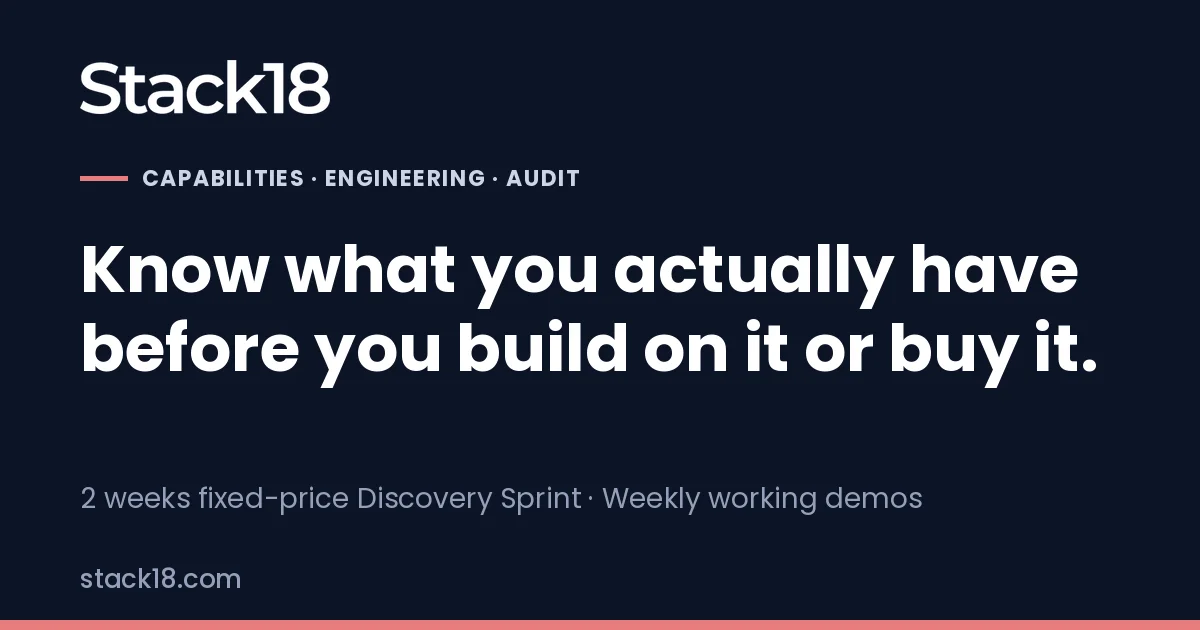 Stack18
CAPABILITIES · ENGINEERING · AUDIT
Know what you actually have
before you build on it or buy it.
2 weeks fixed-price Discovery Sprint · Weekly working demos
stack18.com